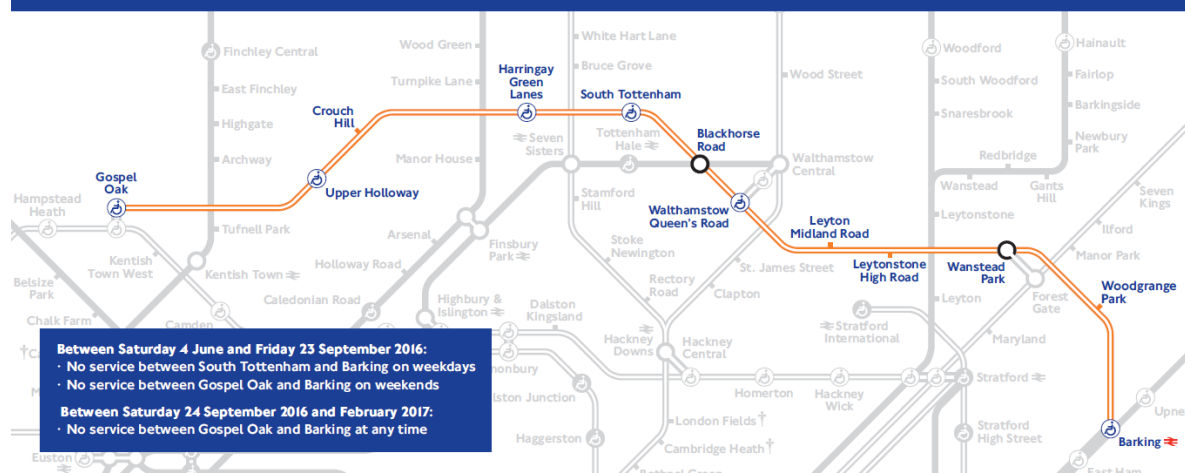 Finchley Central
East Finchley
Highgate
Archway
Tufnell Park
Wood Green
Turnpike Lane
Manor House
Arsenal
Holloway Road
Caledonian Road
White Hart Lane
Bruce Grove
Seven
Sisters
Stamford
Hill
Stoke
Newington
Rectory
Road
Tottenham
Hale
Wood Street
Walthamstow
Central
St. James Street
Clapton
Woodford
South Woodford
Snaresbrook
Hainault
Fairlop
Barkingside
Newbury
Park
Redbridge
Wanstead
Gants
Hill
Leytonstone
Seven
Kings
Ilford
Manor Park
Harringay
Green
Lanes
South Tottenham
Crouch
Hill
Blackhorse
Road
Gospel
Oak
Upper Holloway
Walthamstow
Queen's Road
Leyton
Midland Road
Leytonstone
High Road
Wanstead
Park
Woodgrange
Park
Barking
Hampstead
Heath
Kentish
Town West
Kentish Town
Belsize
Park
Chalk Farm
Camden
Finsbury
Park
Highbury &
Islington
Dalston
Kingsland
Hackney
Downs
Hackney
Central
Stratford
International
Leyton
Forest
Gate
Maryland
Stratford
Homerton
Hackney
Wick
Stratford
High Street
London Fields†
Cambridge Heath†
Haggerston
Euston
East Ham
Between Saturday 4 June and Friday 23 September 2016:
· No service between South Tottenham and Barking on weekdays
· No service between Gospel Oak and Barking on weekends
Between Saturday 24 September 2016 and February 2017:
· No service between Gospel Oak and Barking at any time